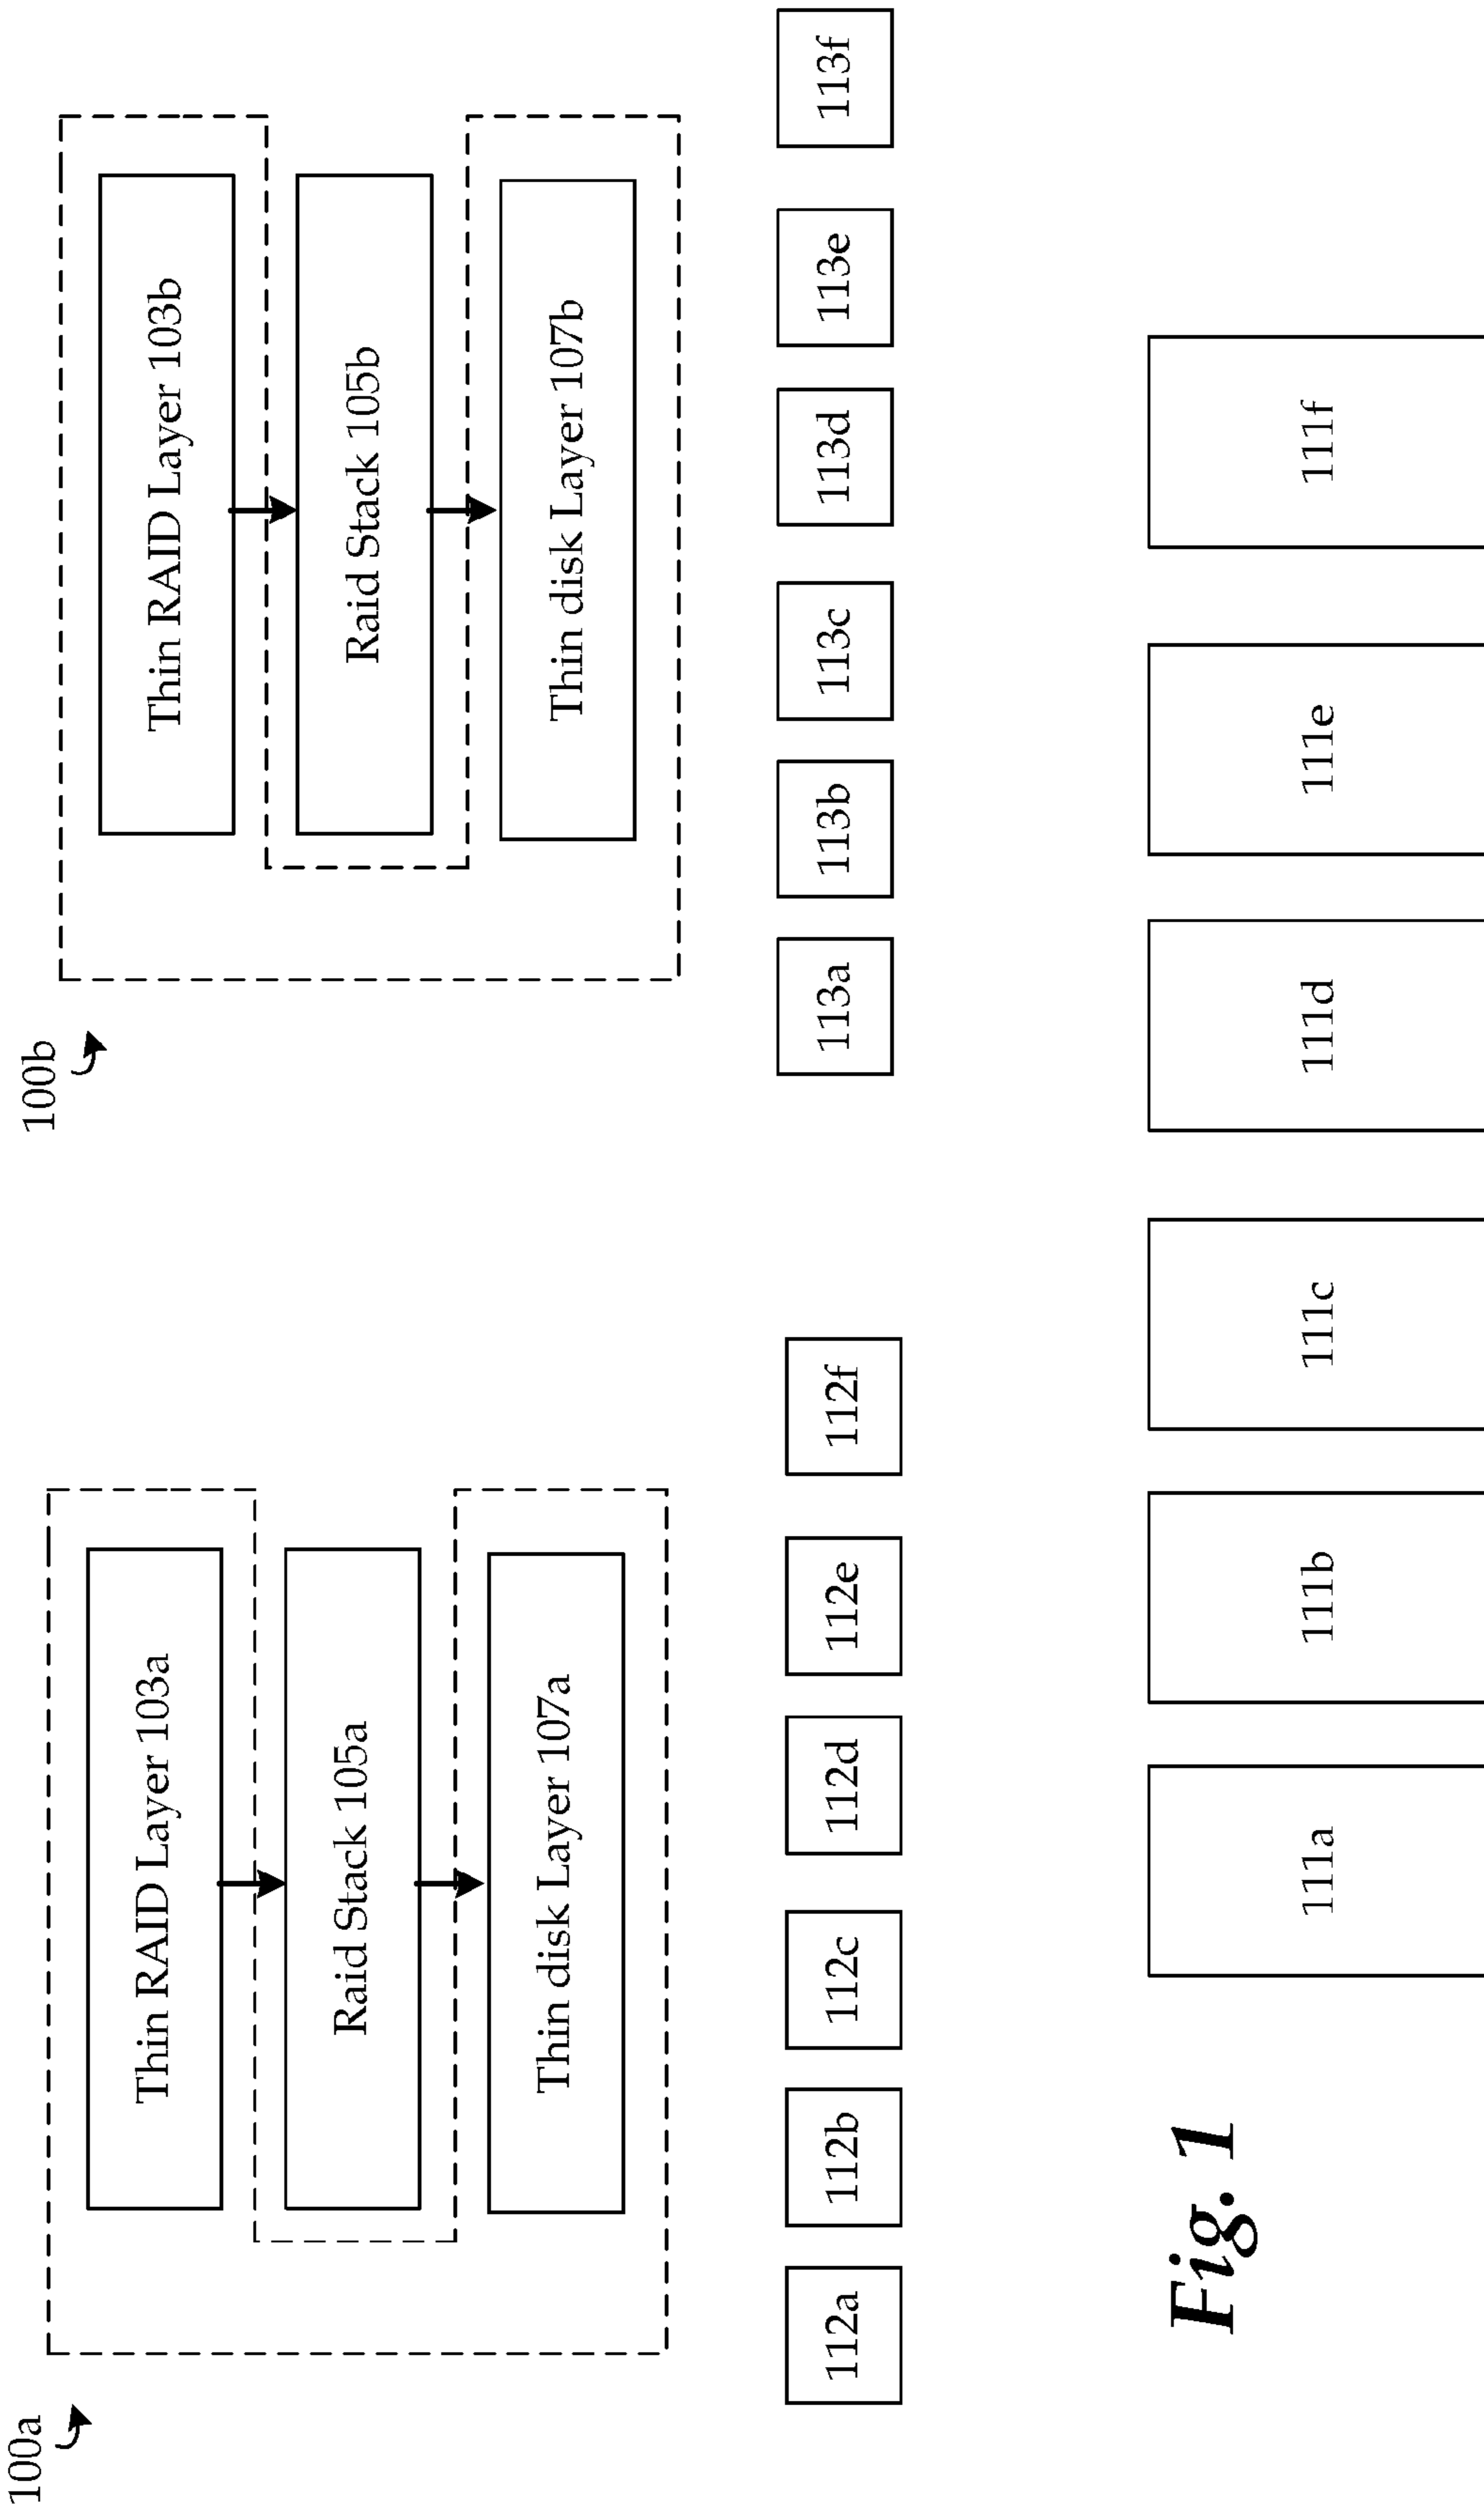 100a
100b
Thin RAID Layer 103a
Thin RAID Layer 103b
Raid Stack 105a
Raid Stack 105b
Thin disk Layer 107a
Thin disk Layer 107b
112a
112b
112c
112d
112e
112f
113a
113b
113c
113d
113e
113f
111a
111b
111c
111d
111e
111f
Fig. 1